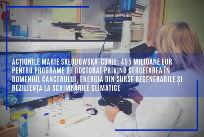 ACȚIUNILE MARIE SKŁODOWSKA-CURIE: 405 MILIOANE EUR
PENTRU PROGRAME DE DOCTORAT PRIVIND CERCETAREA ÎN
DOMENIUL CANCERULUI, ENERGIA DIN SURSE REGENERABILE ȘI
REZILIENȚA LA SCHIMBĂRILE CLIMATICE